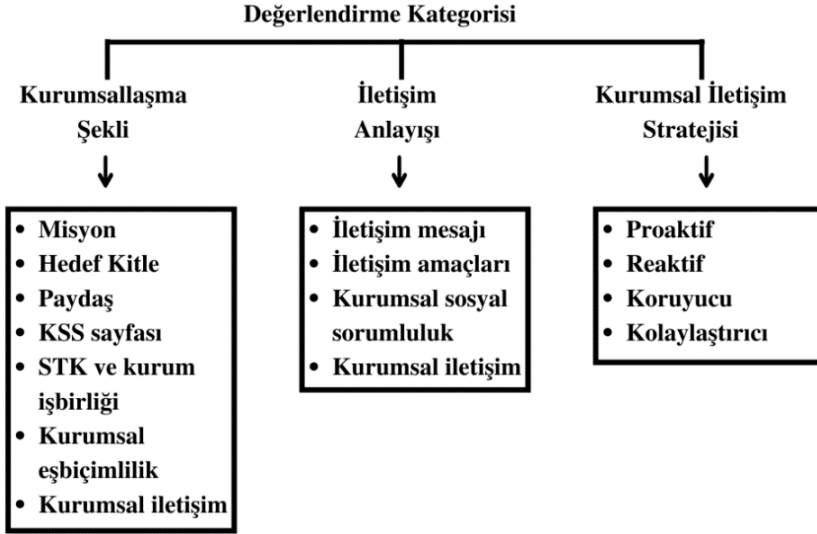 Değerlendirme Kategorisi
Kurumsallaşma
Şekli
• Misyon
• Hedef Kitle
• Paydaş
• KSS sayfası
• STK ve kurum
işbirliği
• Kurumsal
eşbiçimlilik
• Kurumsal iletişim
İletişim
Anlayışı
• İletişim mesajı
• İletişim amaçları
• Kurumsal sosyal
sorumluluk
• Kurumsal iletişim
Kurumsal İletişim
Stratejisi
• Proaktif
• Reaktif
• Koruyucu
• Kolaylaştırıcı